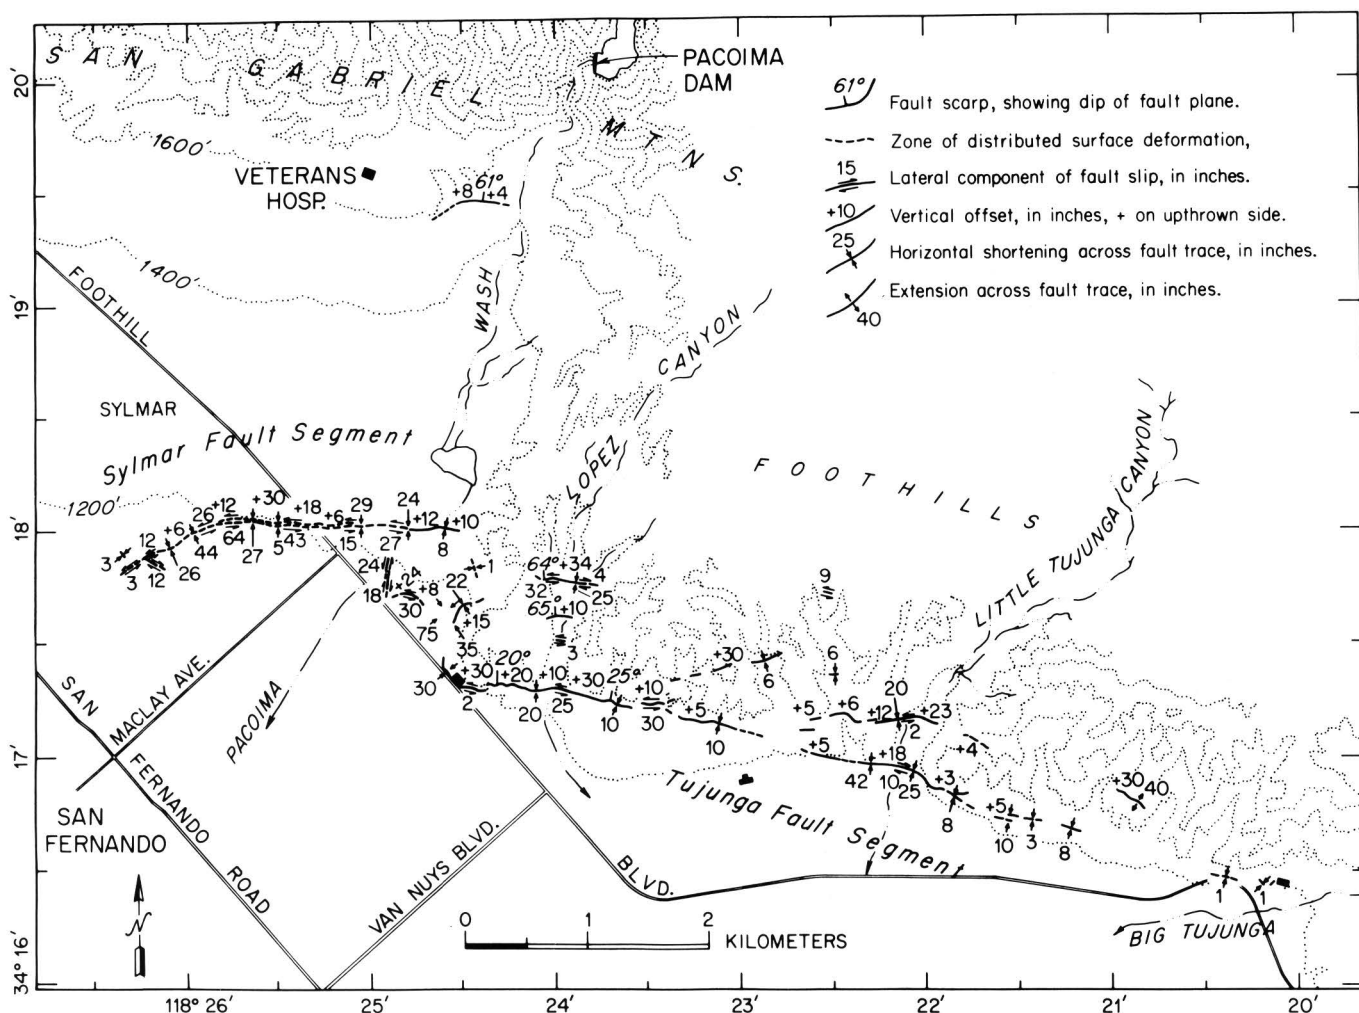 SAN GABRIEL MTNS.
PACOIMA
DAM
61°
Fault scarp, showing dip of fault plane.
Zone of distributed surface deformation,
15
Lateral component of fault slip, in inches.
+10
Vertical offset, in inches, + on upthrown side.
25
Horizontal shortening across fault trace, in inches.
Extension across fault trace, in inches.
40
20'
1600'
VETERANS
HOSP.
+8 61° +4
1400'
19'
FOOTHILL
WASH
CANYON
LOPEZ
SYLMAR
Sylmar Fault Segment
FOOTHILLS
LITTLE TUJUNGA CANYON
1200'
18'
3 12 +6 26 +12 +30 +18 +6 29 24 +12 +10
3 12 26 44 64 27 5 43 15 27 8
24 18 +24 30 +8 75 22 +15 35 1
64° +34 4
32 25
65° +10
3
9
6
+30
6
30 +30 20° +20 +10 +30 25° +10
2 20 25 10 30
+5
10
+5 +6 +12 20 +23
2
+5 +18
42 10 25
+3
8
+4
+5
10 3 8
+30 40
1 1
MACLAY AVE.
PACOIMA
SAN FERNANDO ROAD
17'
SAN
FERNANDO
VAN NUYS BLVD.
BLVD.
Tujunga Fault Segment
BIG TUJUNGA
N
0 1 2
KILOMETERS
34° 16'
118° 26' 25' 24' 23' 22' 21' 20'